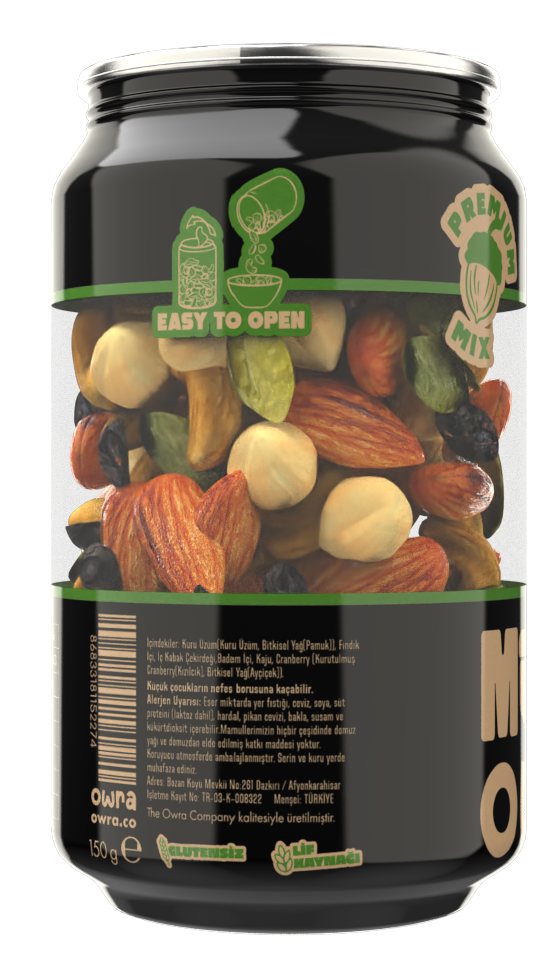 PREMIUM
MIX
EASY TO OPEN
İçindekiler: Kuru Üzüm(Kuru Üzüm, Bitkisel Yağ(Pamuk)), Fındık
İçi, İç Kabak Çekirdeği,Badem İçi, Kaju, Cranberry (Kurutulmuş
Cranberry(Kızılcık), Bitkisel Yağ(Ayçiçek)).
Küçük çocukların nefes borusuna kaçabilir.
Alerjen Uyarısı: Eser miktarda yer fıstığı, ceviz, soya, süt
proteini (laktoz dahil), hardal, pikan cevizi, bakla, susam ve
kükürtdioksit içerebilir.Mamullerimizin hiçbir çeşidinde domuz
yağı ve domuzdan elde edilmiş katkı maddesi yoktur.
Koruyucu atmosferde ambalajlanmıştır. Serin ve kuru yerde
muhafaza ediniz.
Adres: Bozan Köyü Mevkii No:261 Dazkırı / Afyonkarahisar
İşletme Kayıt No: TR-03-K-008322 Menşei: TÜRKİYE
The Owra Company kalitesiyle üretilmiştir.
86833181152274
owra
owra.co
150 g e
GLUTENSİZ
LİF
KAYNAĞI